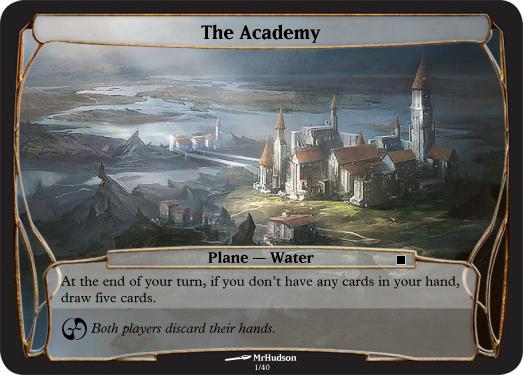 The Academy
Plane — Water
At the end of your turn, if you don't have any cards in your hand,
draw five cards.
Both players discard their hands.
MrHudson
1/40